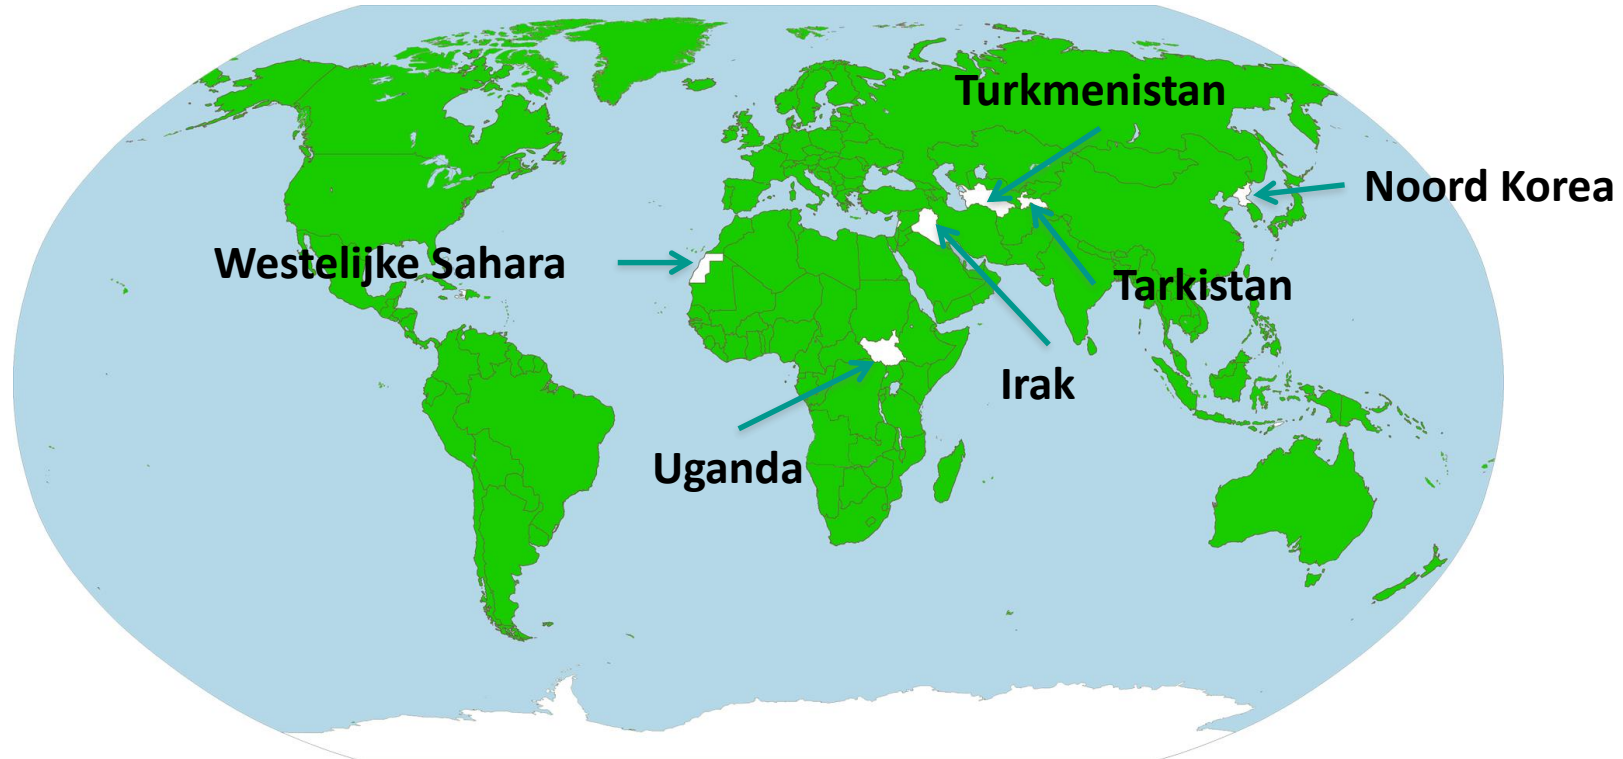 Turkmenistan
Noord Korea
Westelijke Sahara
Tarkistan
Irak
Uganda